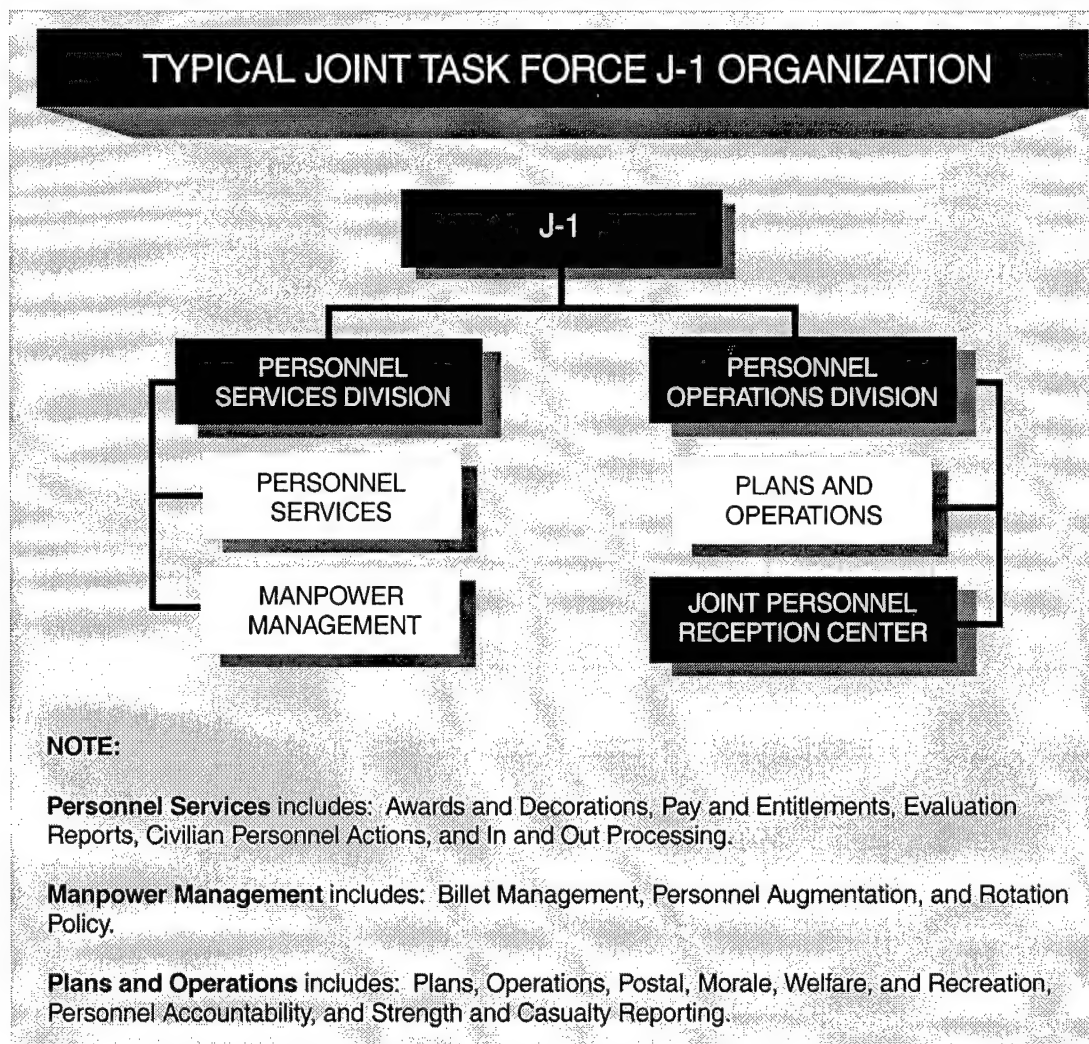 TYPICAL JOINT TASK FORCE J-1 ORGANIZATION
J-1
PERSONNEL
SERVICES DIVISION
PERSONNEL
SERVICES
MANPOWER
MANAGEMENT
PERSONNEL
OPERATIONS DIVISION
PLANS AND
OPERATIONS
JOINT PERSONNEL
RECEPTION CENTER
NOTE:
Personnel Services includes: Awards and Decorations, Pay and Entitlements, Evaluation
Reports, Civilian Personnel Actions, and In and Out Processing.
Manpower Management includes: Billet Management, Personnel Augmentation, and Rotation
Policy.
Plans and Operations includes: Plans, Operations, Postal, Morale, Welfare, and Recreation,
Personnel Accountability, and Strength and Casualty Reporting.